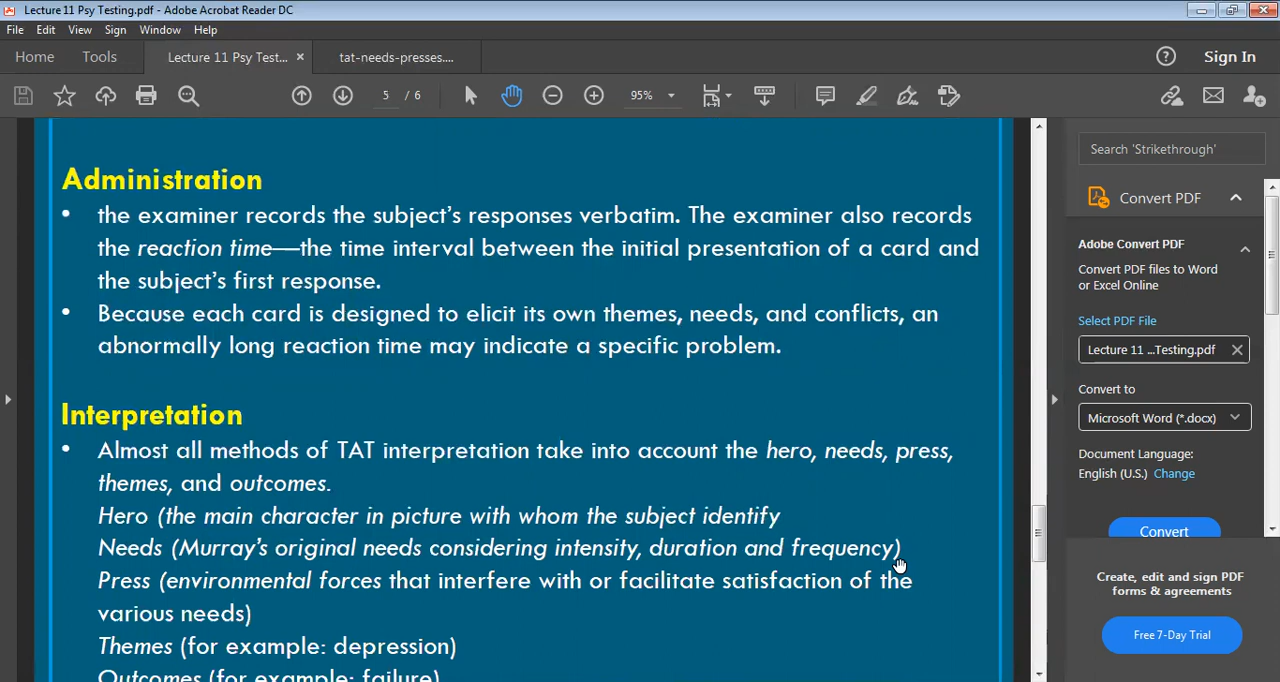 Lecture 11 Psy Testing.pdf - Adobe Acrobat Reader DC
File Edit View Sign Window Help
Home Tools Lecture 11 Psy Test... × tat-needs-presses.... Sign In
5 / 6 95%
Search 'Strikethrough'
Convert PDF
Adobe Convert PDF
Convert PDF files to Word
or Excel Online
Select PDF File
Lecture 11 ...Testing.pdf
Convert to
Microsoft Word (*.docx)
Document Language:
English (U.S.) Change
Convert
Create, edit and sign PDF
forms & agreements
Free 7-Day Trial
Administration
• the examiner records the subject's responses verbatim. The examiner also records
the reaction time—the time interval between the initial presentation of a card and
the subject's first response.
• Because each card is designed to elicit its own themes, needs, and conflicts, an
abnormally long reaction time may indicate a specific problem.
Interpretation
• Almost all methods of TAT interpretation take into account the hero, needs, press,
themes, and outcomes.
Hero (the main character in picture with whom the subject identify
Needs (Murray's original needs considering intensity, duration and frequency)
Press (environmental forces that interfere with or facilitate satisfaction of the
various needs)
Themes (for example: depression)
Outcomes (for example: failure)